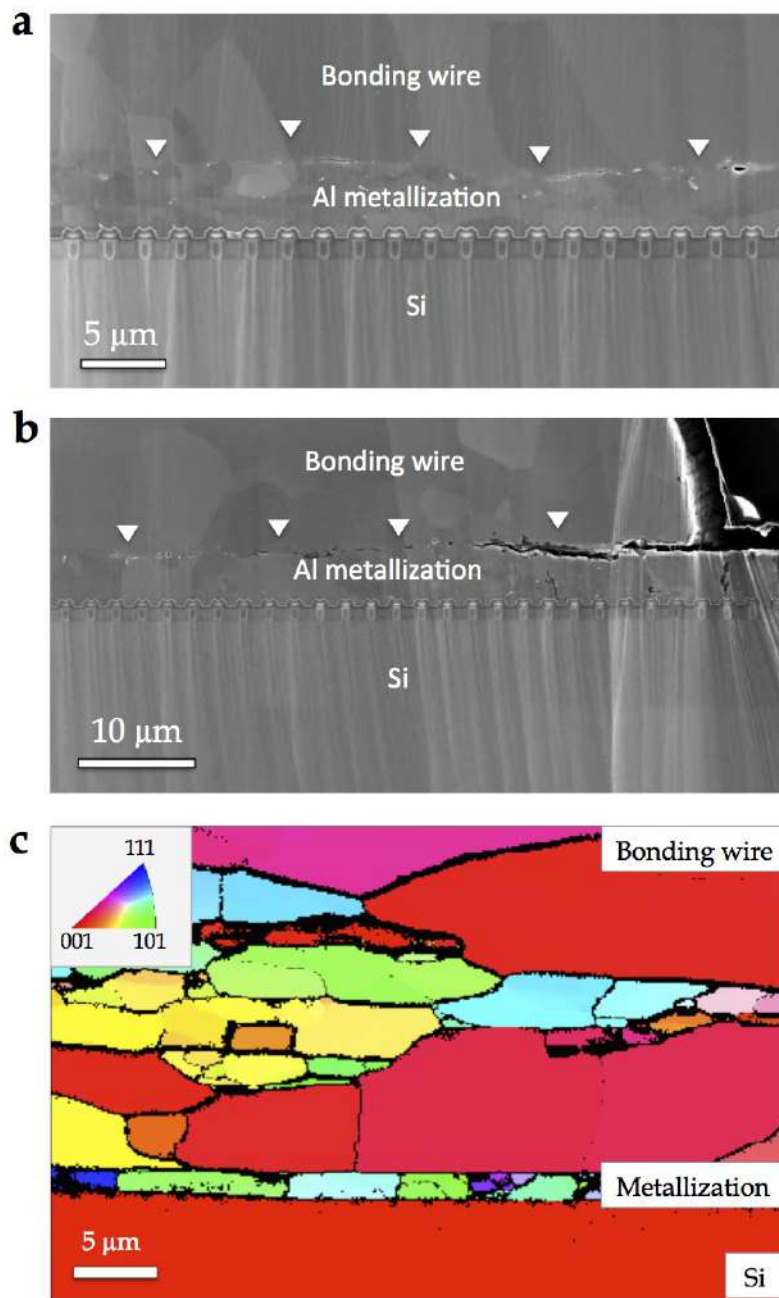 a
Bonding wire
Al metallization
Si
5 µm
b
Bonding wire
Al metallization
Si
10 µm
c
111
001
101
Bonding wire
Metallization
5 µm
Si